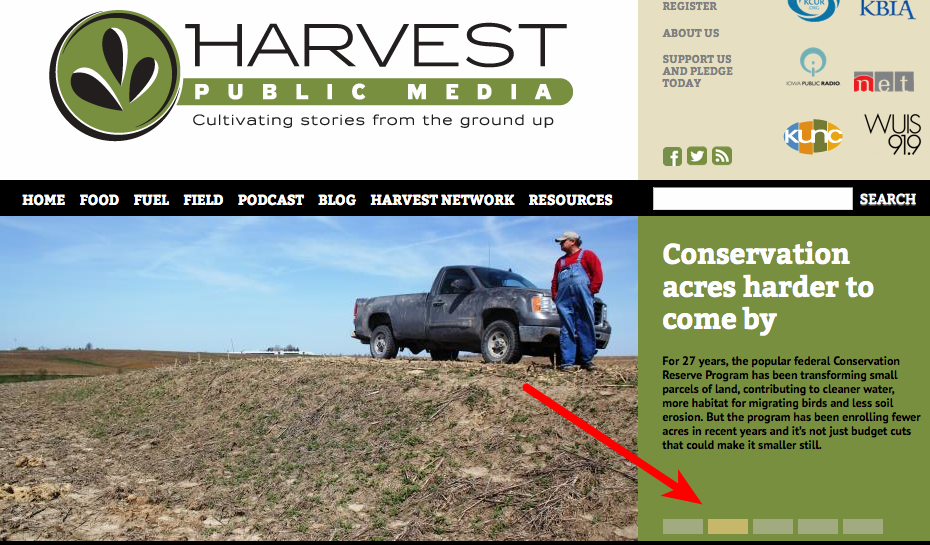 HARVEST
PUBLIC MEDIA
Cultivating stories from the ground up
REGISTER
ABOUT US
SUPPORT US
AND PLEDGE
TODAY
KCUR
KBIA
IOWA PUBLIC RADIO
net
KUNC
WUIS
91.9
HOME FOOD FUEL FIELD PODCAST BLOG HARVEST NETWORK RESOURCES SEARCH
Conservation
acres harder to
come by
For 27 years, the popular federal Conservation
Reserve Program has been transforming small
parcels of land, contributing to cleaner water,
more habitat for migrating birds and less soil
erosion. But the program has been enrolling fewer
acres in recent years and it's not just budget cuts
that could make it smaller still.